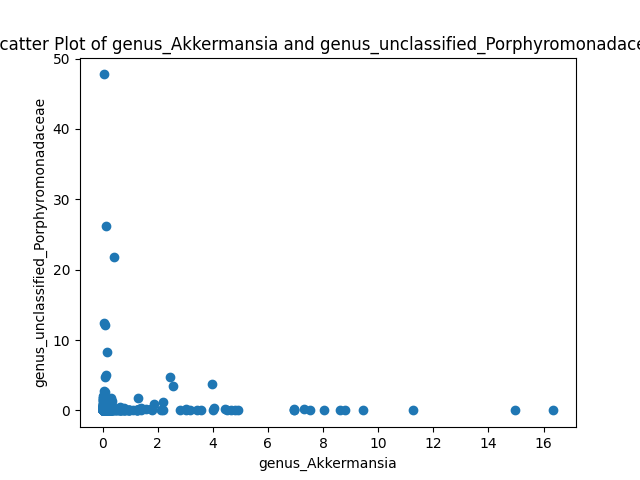 catter Plot of genus_Akkermansia and genus_unclassified_Porphyromonadace
50
40
30
20
10
0
genus_unclassified_Porphyromonadaceae
0 2 4 6 8 10 12 14 16
genus_Akkermansia